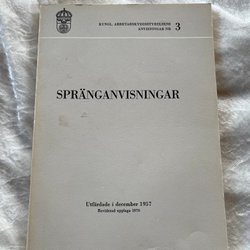 KUNGL. ARBETARSKYDDSSTYRELSENS
ANVISNINGAR NR 3
SPRÄNGANVISNINGAR
Utfärdade i december 1957
Reviderad upplaga 1970